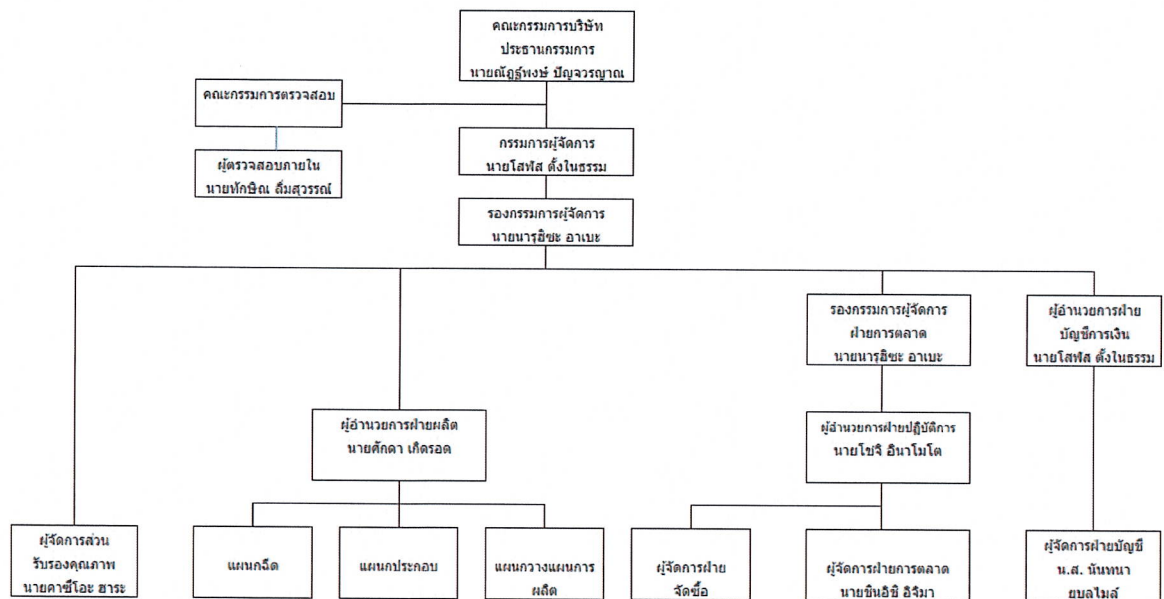 คณะกรรมการบริษัท
ประธานกรรมการ
นายณัฎฐ์พงษ์ ปัญจวรญาณ
คณะกรรมการตรวจสอบ
ผู้ตรวจสอบภายใน
นายทักษิณ ลิ่มสุวรรณ์
กรรมการผู้จัดการ
นายโสฬส ตั้งในธรรม
รองกรรมการผู้จัดการ
นายนารุฮิซะ อาเบะ
รองกรรมการผู้จัดการ
ฝ่ายการตลาด
นายนารุฮิซะ อาเบะ
ผู้อำนวยการฝ่าย
บัญชีการเงิน
นายโสฬส ตั้งในธรรม
ผู้อำนวยการฝ่ายผลิต
นายศักดา เกิดรอด
ผู้อำนวยการฝ่ายปฏิบัติการ
นายโชจิ อินาโมโต
ผู้จัดการส่วน
รับรองคุณภาพ
นายคาซึโอะ ฮาระ
แผนกฉีด
แผนกประกอบ
แผนกวางแผนการ
ผลิต
ผู้จัดการฝ่าย
จัดซื้อ
ผู้จัดการฝ่ายการตลาด
นายชินอิชิ อิจิมา
ผู้จัดการฝ่ายบัญชี
น.ส. นันทนา
ยุบลไมล์